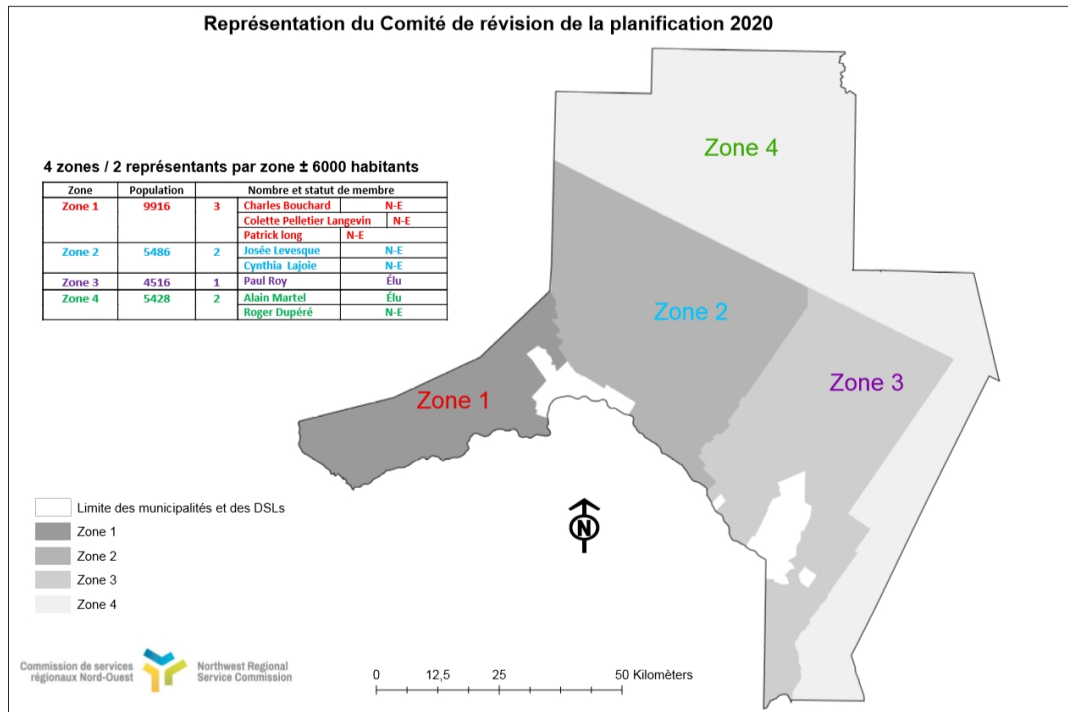 Représentation du Comité de révision de la planification 2020
4 zones / 2 représentants par zone ± 6000 habitants
Zone Population Nombre et statut de membre
Zone 1 9916 3 Charles Bouchard N-E
Colette Pelletier Langevin N-E
Patrick long N-E
Zone 2 5486 2 Josée Levesque N-E
Cynthia Lajoie N-E
Zone 3 4516 1 Paul Roy Élu
Zone 4 5428 2 Alain Martel Élu
Roger Dupéré N-E
Zone 4
Zone 2
Zone 3
Zone 1
N
Limite des municipalités et des DSLs
Zone 1
Zone 2
Zone 3
Zone 4
Commission de services
régionaux Nord-Ouest
Northwest Regional
Service Commission
0 12,5 25 50 Kilomèters